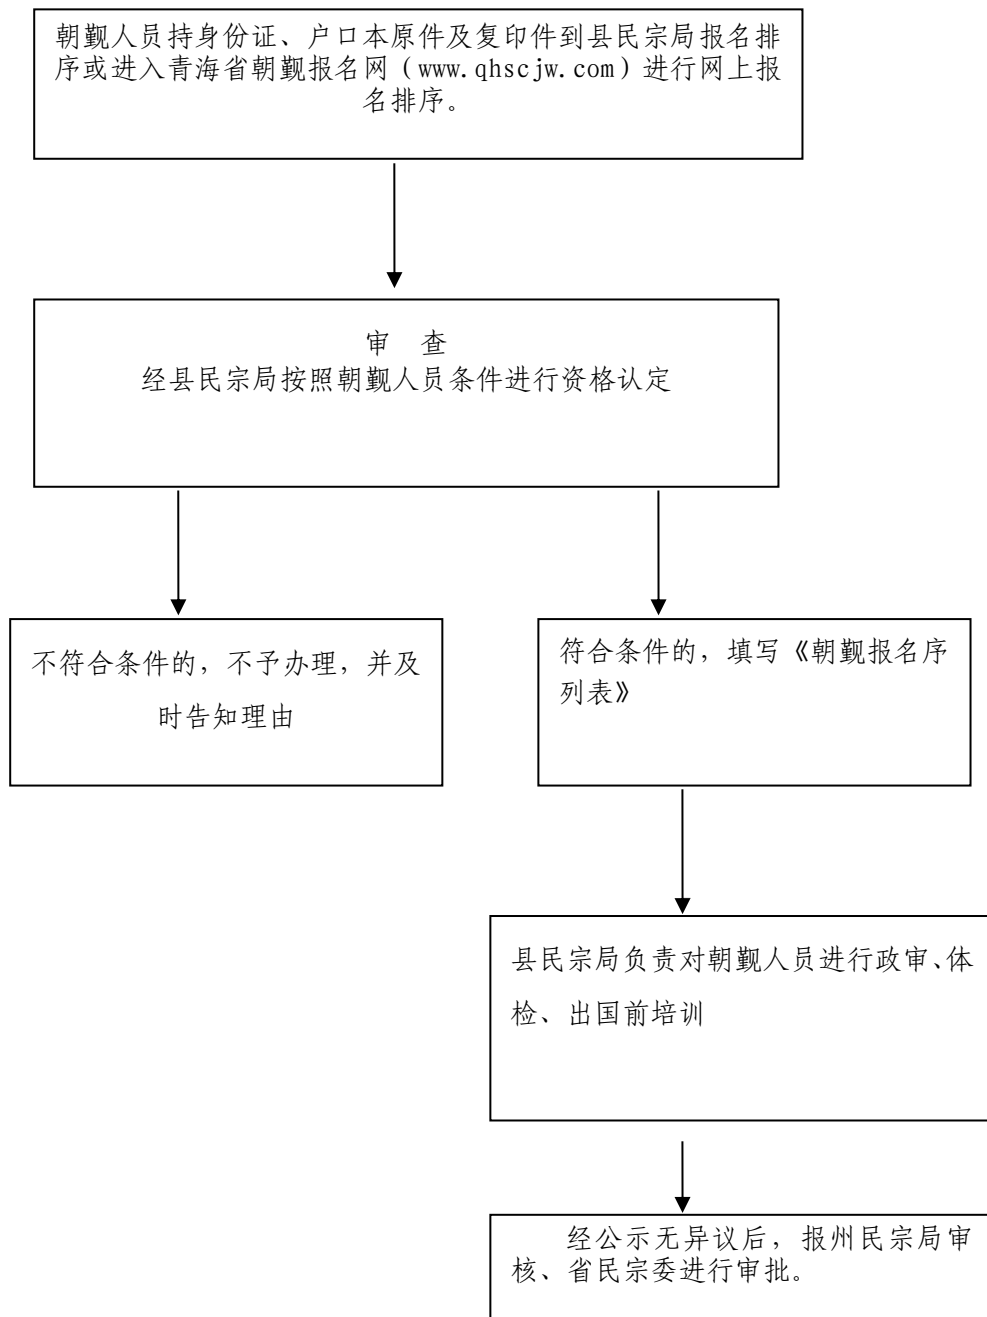 朝觐人员持身份证、户口本原件及复印件到县民宗局报名排
序或进入青海省朝觐报名网（www.qhscjw.com）进行网上报
名排序。
审　查
经县民宗局按照朝觐人员条件进行资格认定
不符合条件的，不予办理，并及
时告知理由
符合条件的，填写《朝觐报名序
列表》
县民宗局负责对朝觐人员进行政审、体
检、出国前培训
经公示无异议后，报州民宗局审
核、省民宗委进行审批。